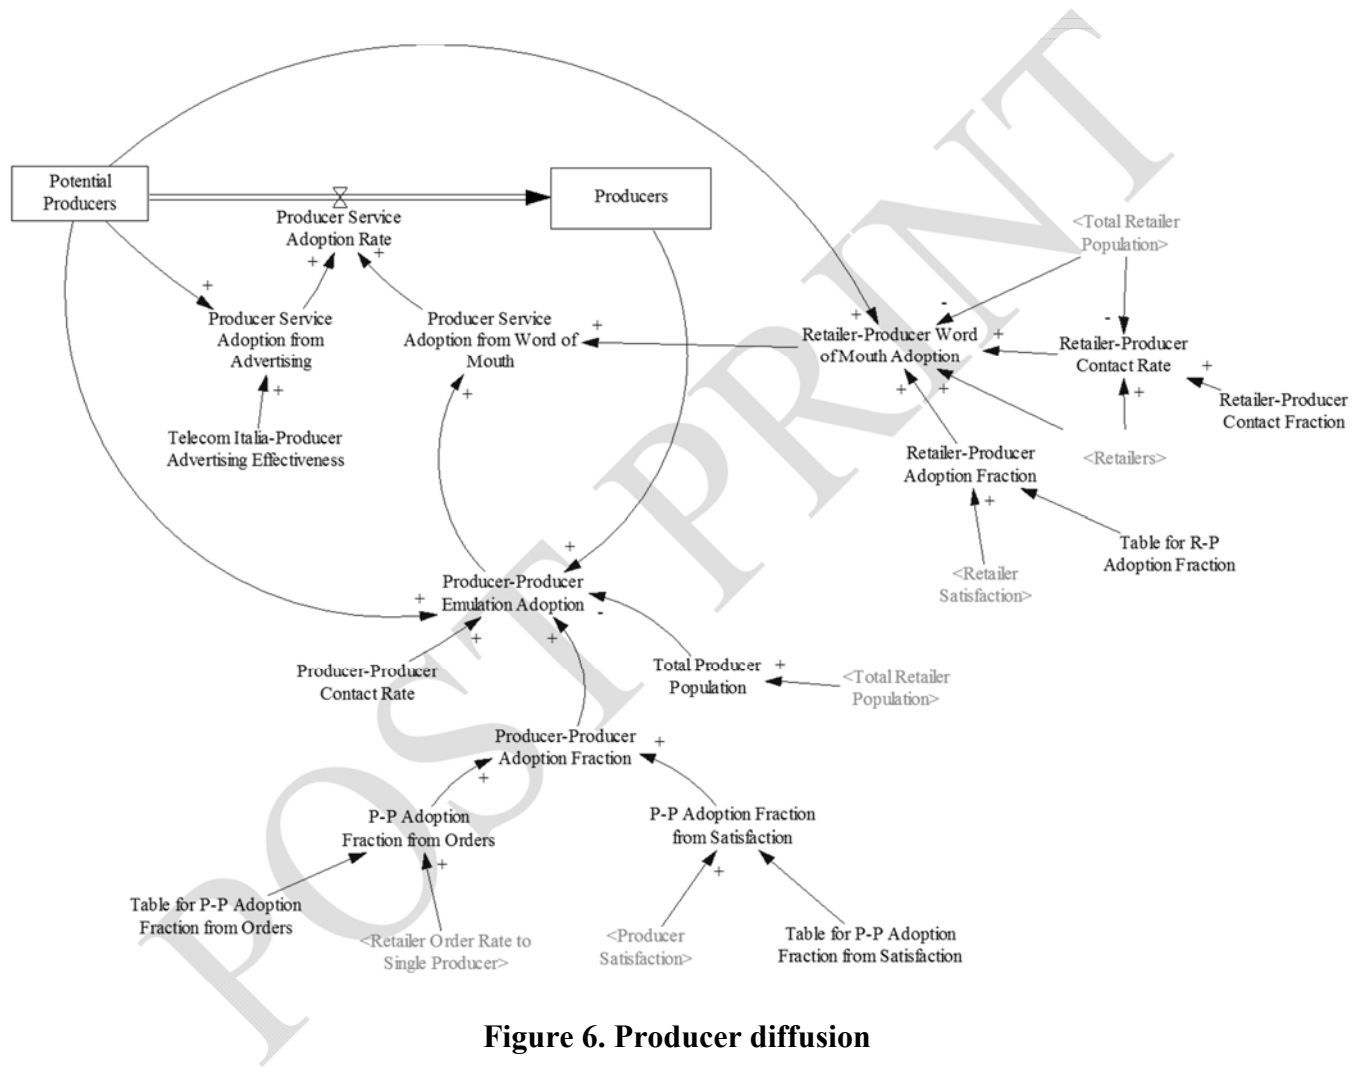 Potential
Producers
Producers
Producer Service
Adoption Rate
+
+
<Total Retailer
Population>
+
Producer Service
Adoption from
Advertising
Producer Service
Adoption from Word of
Mouth
+
+
-
Retailer-Producer Word
of Mouth Adoption
+
-
Retailer-Producer
Contact Rate
+
Retailer-Producer
Contact Fraction
+
+
+
+
+
Telecom Italia-Producer
Advertising Effectiveness
Retailer-Producer
Adoption Fraction
<Retailers>
+
Table for R-P
Adoption Fraction
<Retailer
Satisfaction>
+
Producer-Producer
Emulation Adoption
+
-
+
+
Producer-Producer
Contact Rate
Total Producer
Population
+
<Total Retailer
Population>
Producer-Producer
Adoption Fraction
+
+
P-P Adoption
Fraction from Orders
P-P Adoption Fraction
from Satisfaction
+
+
Table for P-P Adoption
Fraction from Orders
<Retailer Order Rate to
Single Producer>
<Producer
Satisfaction>
Table for P-P Adoption
Fraction from Satisfaction
POST PRINT
Figure 6. Producer diffusion